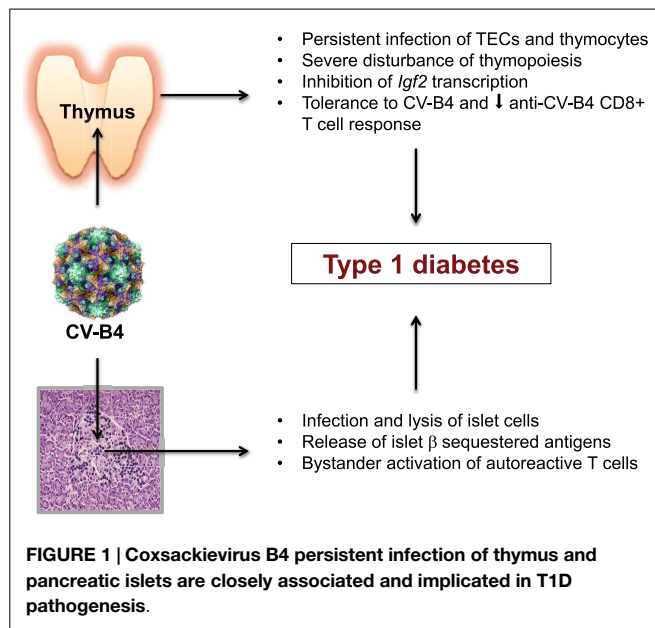 • Persistent infection of TECs and thymocytes
• Severe disturbance of thymopoiesis
• Inhibition of Igf2 transcription
• Tolerance to CV-B4 and ⬇ anti-CV-B4 CD8+
T cell response
Thymus
Type 1 diabetes
CV-B4
• Infection and lysis of islet cells
• Release of islet β sequestered antigens
• Bystander activation of autoreactive T cells
FIGURE 1 | Coxsackievirus B4 persistent infection of thymus and
pancreatic islets are closely associated and implicated in T1D
pathogenesis.